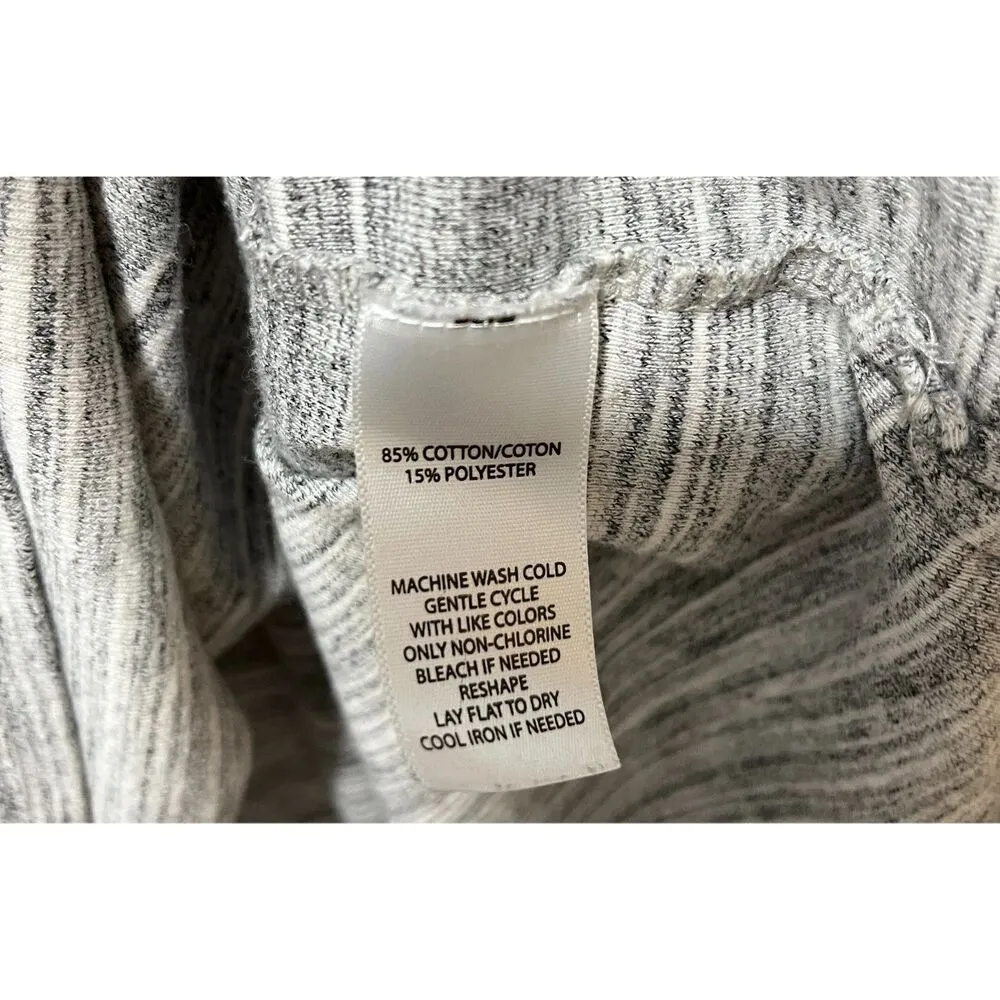 85% COTTON/COTON
15% POLYESTER
MACHINE WASH COLD
GENTLE CYCLE
WITH LIKE COLORS
ONLY NON-CHLORINE
BLEACH IF NEEDED
RESHAPE
LAY FLAT TO DRY
COOL IRON IF NEEDED